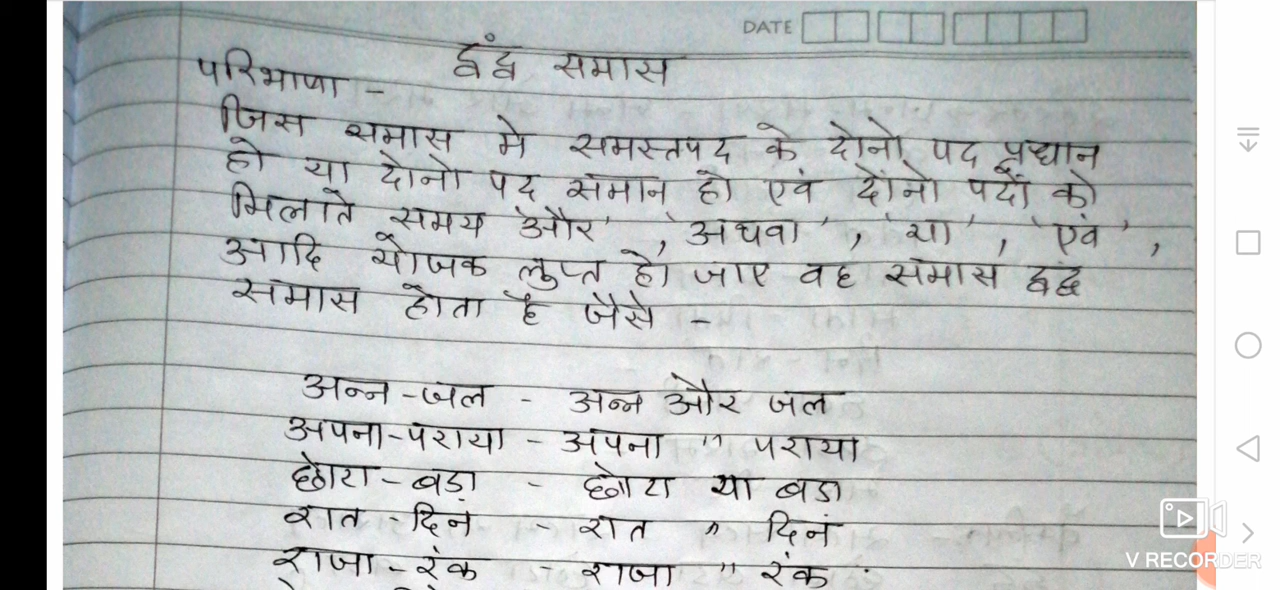 DATE
द्वंद्व समास
परिभाषा -
जिस समास मे समस्तपद के दोनो पद प्रधान
हो या दोनो पद समान हो एवं दोनो पदों को
मिलाते समय 'और', 'अथवा', 'या', 'एवं',
आदि योजक लुप्त हो जाए वह समास द्वंद्व
समास होता है जैसे -
अन्न-जल - अन्न और जल
अपना-पराया - अपना " पराया
छोटा-बड़ा - छोटा या बडा
रात-दिन - रात " दिन
राजा-रंक - राजा " रंक
V RECORDER